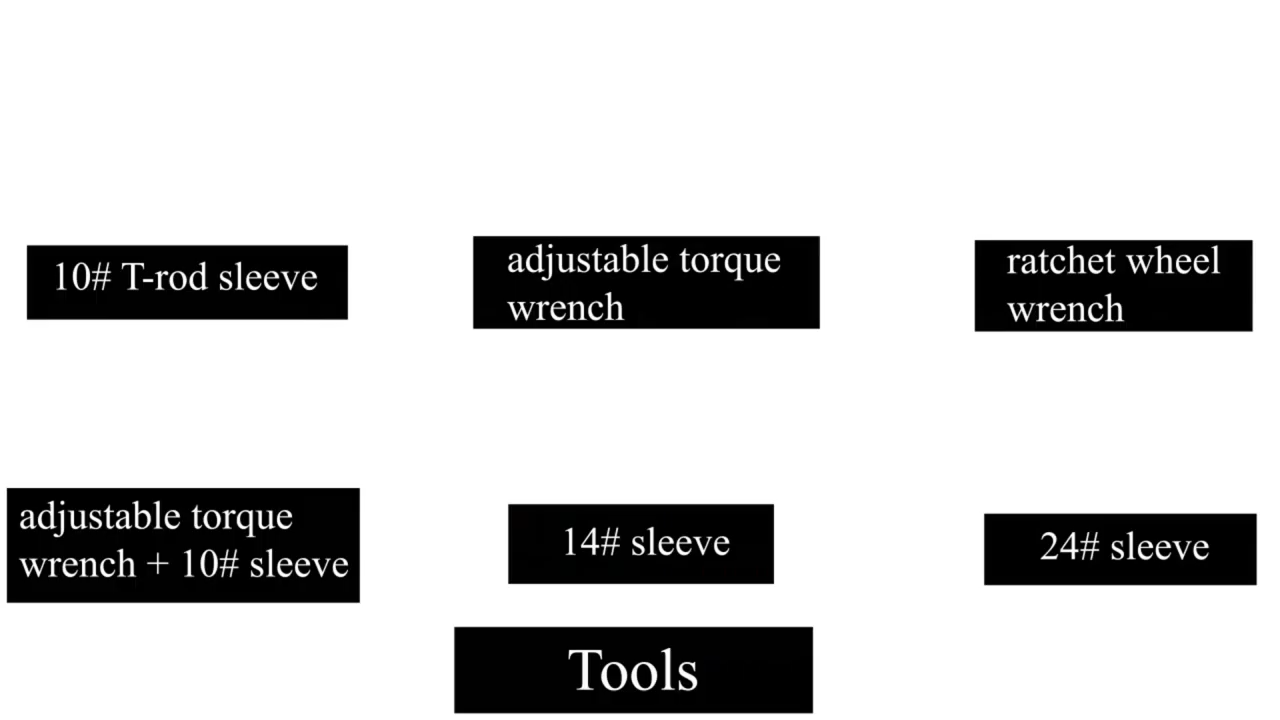 10# T-rod sleeve
adjustable torque
wrench
ratchet wheel
wrench
adjustable torque
wrench + 10# sleeve
14# sleeve
24# sleeve
Tools